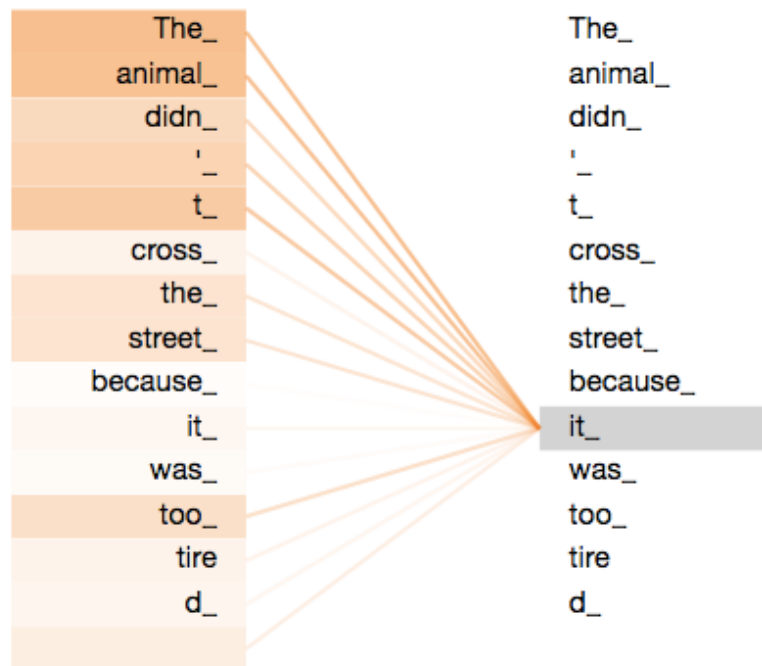 The_ The_
animal_ animal_
didn_ didn_
'_ '_
t_ t_
cross_ cross_
the_ the_
street_ street_
because_ because_
it_ it_
was_ was_
too_ too_
tire tire
d_ d_